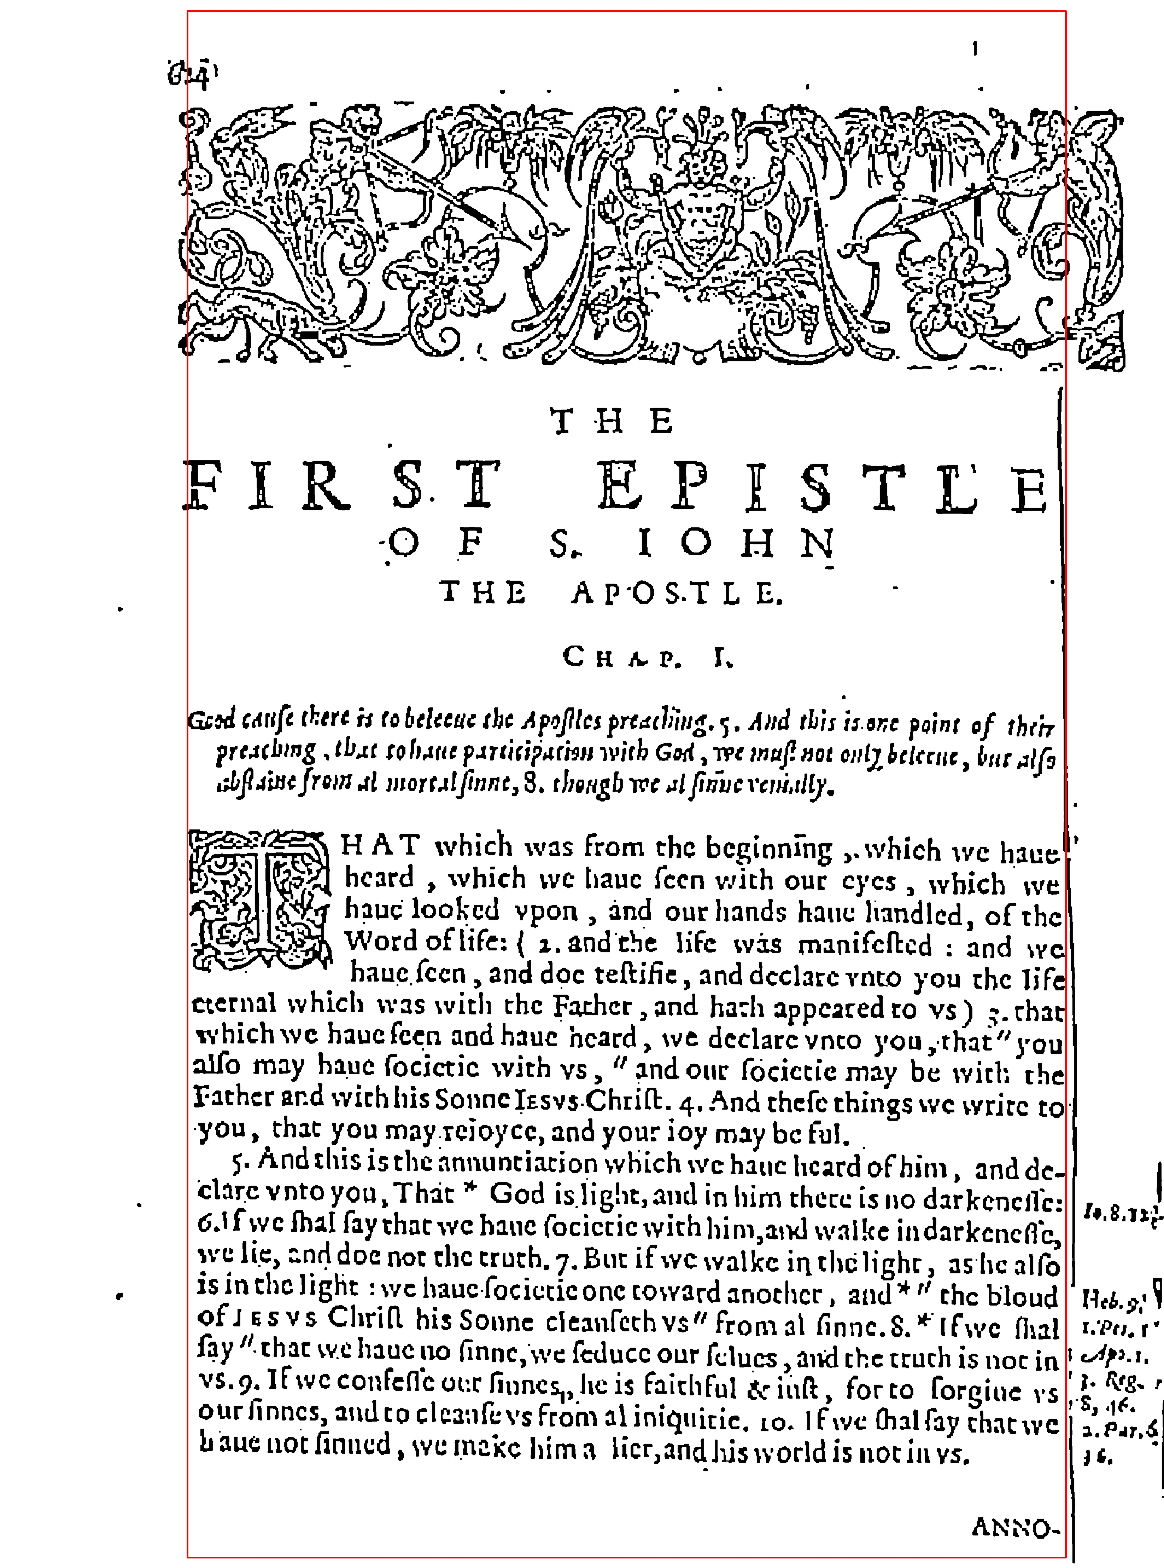 624
1
THE
FIRST EPISTLE
OF S. IOHN
THE APOSTLE.
CHAP. I.
Good cauſe there is to beleeue the Apoſtles preaching. 5. And this is one point of their
preaching, that to haue participation with God, we muſt not only beleeue, but alſo
abſtaine from al mortal ſinne, 8. though we al ſinne venially.
THAT which was from the beginning, which we haue
heard, which we haue ſeen with our eyes, which we
haue looked vpon, and our hands haue handled, of the
Word of life: ( 2. and the life was manifeſted : and we
haue ſeen, and doe teſtifie, and declare vnto you the life
eternal which was with the Father, and hath appeared to vs) 3. that
which we haue ſeen and haue heard, we declare vnto you, that " you
alſo may haue ſocietie with vs, " and our ſocietie may be with the
Father and with his Sonne IESVS Chriſt. 4. And theſe things we write to
you, that you may reioyce, and your ioy may be ful.
5. And this is the annuntiation which we haue heard of him, and de-
clare vnto you, That * God is light, and in him there is no darkeneſſe:
6. If we ſhal ſay that we haue ſocietie with him, and walke in darkeneſſe,
we lie, and doe not the truth. 7. But if we walke in the light, as he alſo
is in the light : we haue ſocietie one toward another, and * " the bloud
of IESVS Chriſt his Sonne cleanſeth vs " from al ſinne. 8. * If we ſhal
ſay " that we haue no ſinne, we ſeduce our ſelues, and the truth is not in
vs. 9. If we confeſſe our ſinnes, he is faithful & iuſt, for to forgiue vs
our ſinnes, and to cleanſe vs from al iniquitie. 10. If we ſhal ſay that we
haue not ſinned, we make him a lier, and his world is not in vs.
Io. 8. 12.
Heb. 9,
1. Pet. 1
Apo. 1.
3. Reg.
8, 46.
2. Par. 6
36.
ANNO-